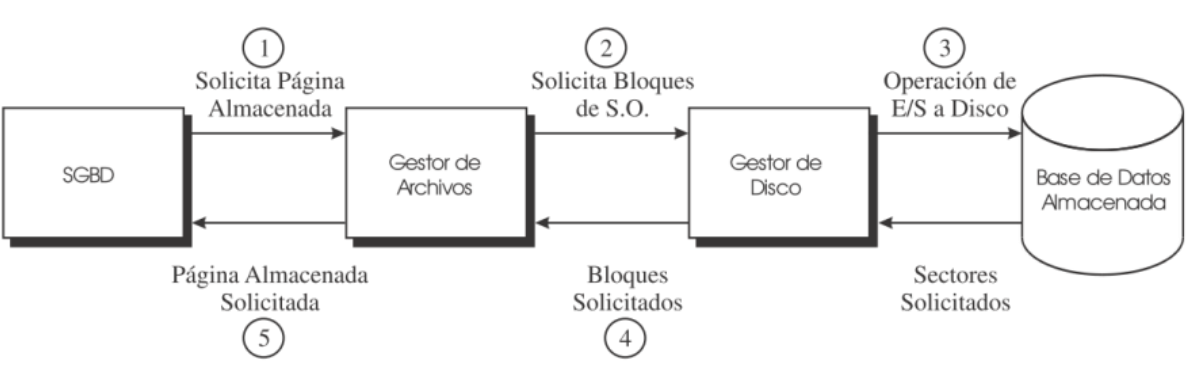 1
Solicita Página
Almacenada
2
Solicita Bloques
de S.O.
3
Operación de
E/S a Disco
SGBD
Gestor de
Archivos
Gestor de
Disco
Base de Datos
Almacenada
Página Almacenada
Solicitada
5
Bloques
Solicitados
4
Sectores
Solicitados